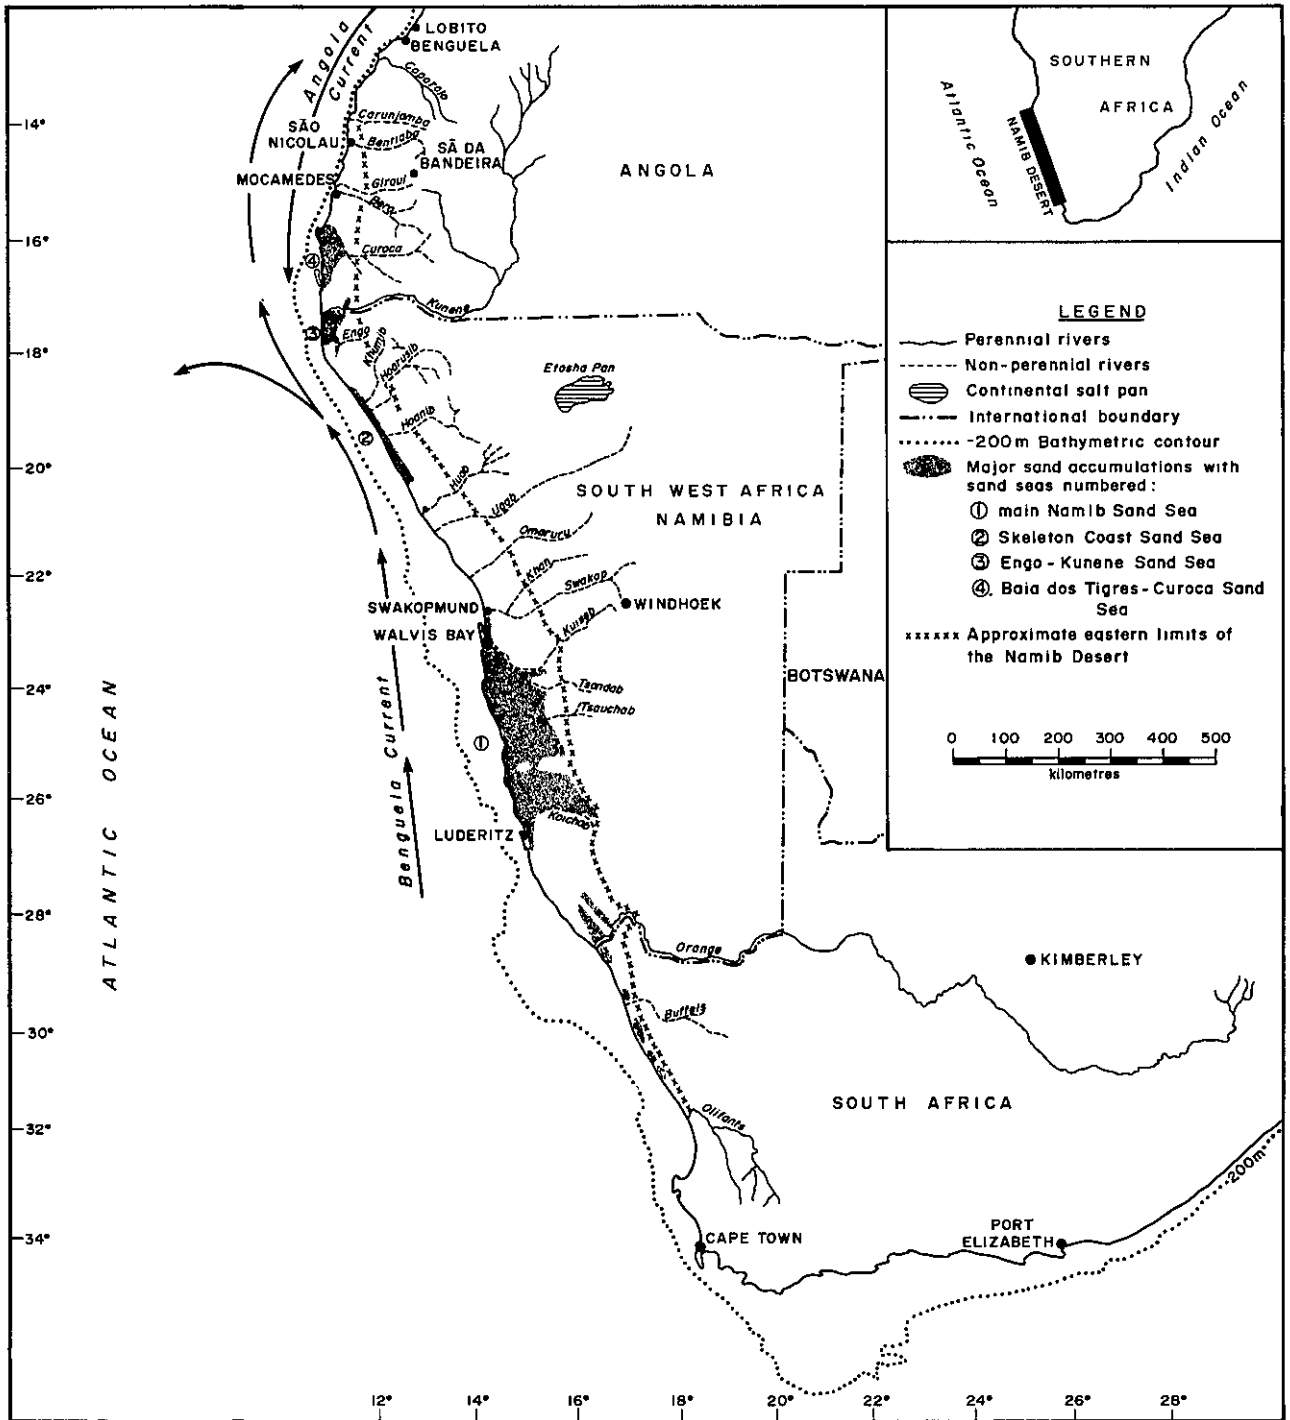 Angola
Current
LOBITO
BENGUELA
Coporolo
Carunjamba
SÃO
NICOLAU
Bentiaba
SÃ DA
BANDEIRA
MOCAMEDES
Giraul
Bero
Curoca
④
ANGOLA
Kunene
③
Engo
Khumib
Hoarusib
Etosha Pan
Hoanib
②
Huab
Ugab
SOUTH WEST AFRICA
NAMIBIA
Omaruru
Khan
Swakop
SWAKOPMUND
WINDHOEK
WALVIS BAY
Kuiseb
Tsondab
Tsauchab
①
BOTSWANA
Koichab
LUDERITZ
Benguela Current
ATLANTIC OCEAN
Orange
KIMBERLEY
Buffels
SOUTH AFRICA
Olifants
200m
CAPE TOWN
PORT
ELIZABETH
SOUTHERN
AFRICA
Atlantic Ocean
NAMIB DESERT
Indian Ocean
LEGEND
Perennial rivers
Non-perennial rivers
Continental salt pan
International boundary
-200m Bathymetric contour
Major sand accumulations with
sand seas numbered:
① main Namib Sand Sea
② Skeleton Coast Sand Sea
③ Engo-Kunene Sand Sea
④. Baia dos Tigres-Curoca Sand
Sea
xxxxxx Approximate eastern limits of
the Namib Desert
0 100 200 300 400 500
kilometres
14°
16°
18°
20°
22°
24°
26°
28°
30°
32°
34°
12° 14° 16° 18° 20° 22° 24° 26° 28°